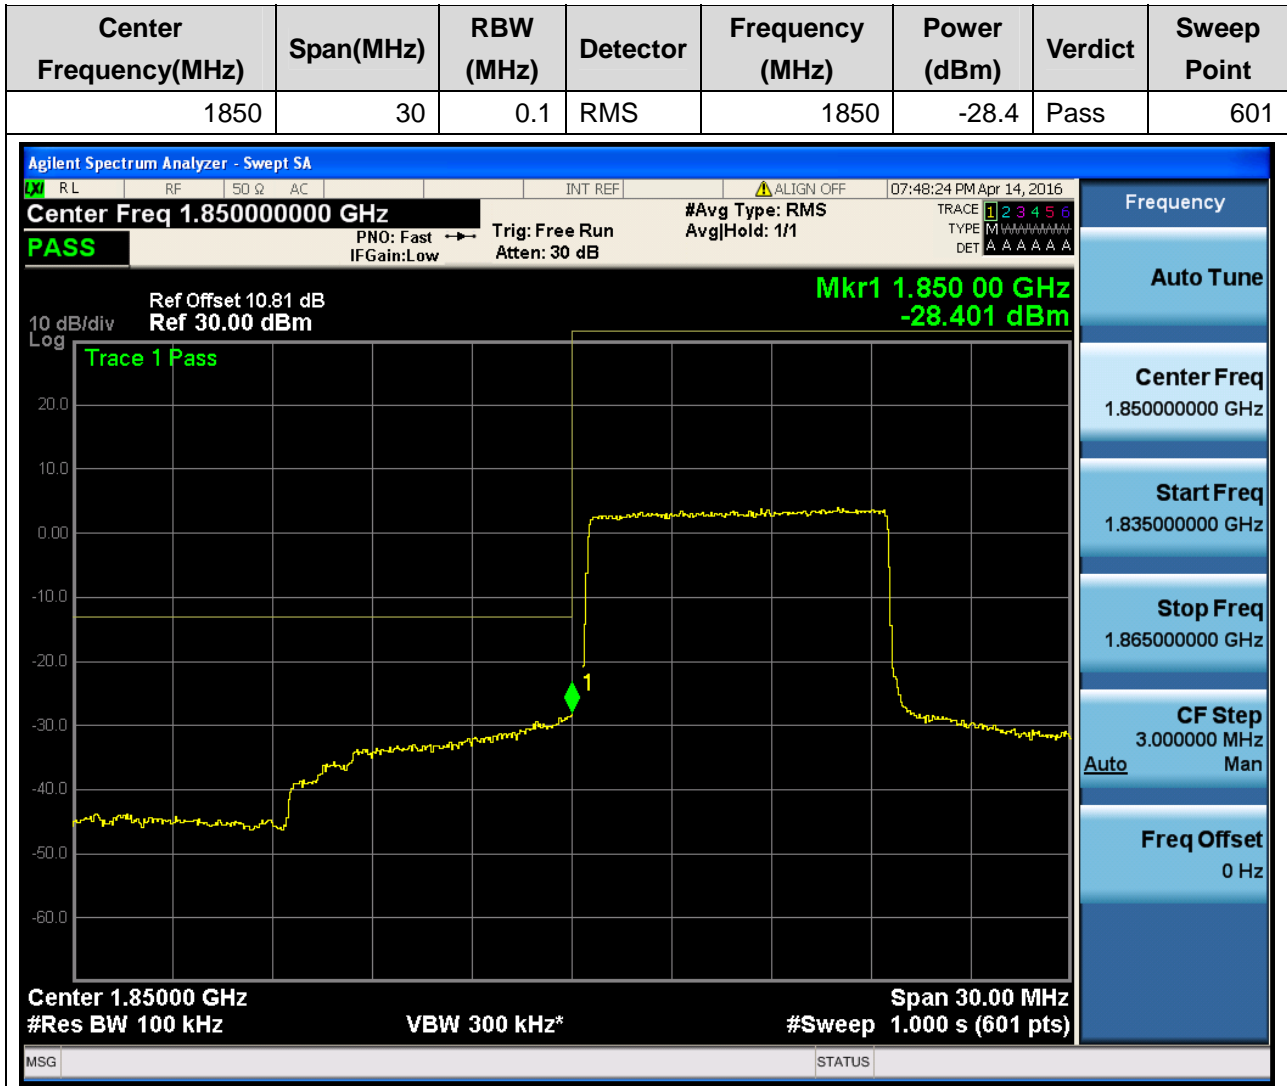 Center Frequency(MHz) Span(MHz) RBW (MHz) Detector Frequency (MHz) Power (dBm) Verdict Sweep Point
1850 30 0.1 RMS 1850 -28.4 Pass 601
Agilent Spectrum Analyzer - Swept SA
LXI RL RF 50 Ω AC INT REF ALIGN OFF 07:48:24 PM Apr 14, 2016
Center Freq 1.850000000 GHz
PASS
PNO: Fast
IFGain:Low
Trig: Free Run
Atten: 30 dB
#Avg Type: RMS
Avg|Hold: 1/1
TRACE 1 2 3 4 5 6
TYPE M WWWWW
DET A A A A A A
Mkr1 1.850 00 GHz
-28.401 dBm
Ref Offset 10.81 dB
10 dB/div Ref 30.00 dBm
Log
Trace 1 Pass
20.0
10.0
0.00
-10.0
-20.0
1
-30.0
-40.0
-50.0
-60.0
Center 1.85000 GHz Span 30.00 MHz
#Res BW 100 kHz VBW 300 kHz* #Sweep 1.000 s (601 pts)
MSG STATUS
Frequency
Auto Tune
Center Freq
1.850000000 GHz
Start Freq
1.835000000 GHz
Stop Freq
1.865000000 GHz
CF Step
3.000000 MHz
Auto Man
Freq Offset
0 Hz